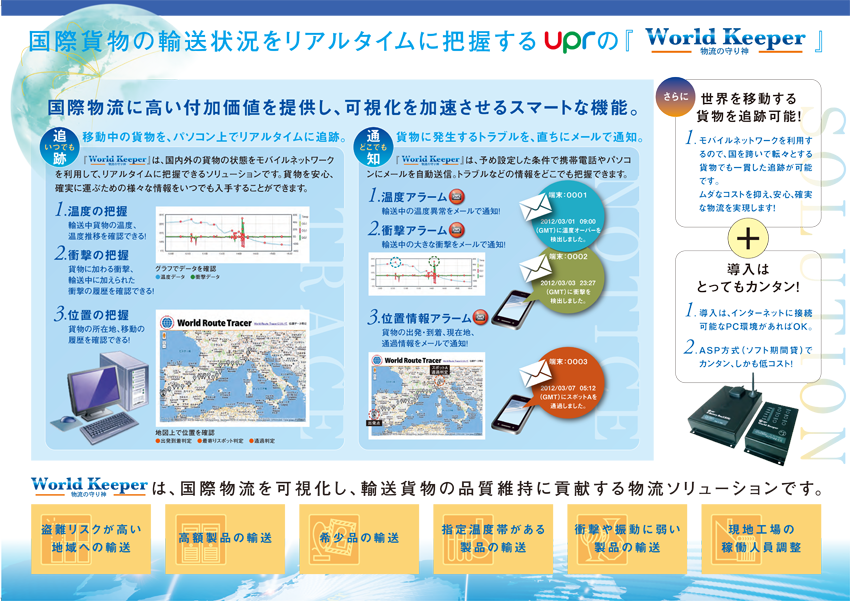 国際貨物の輸送状況をリアルタイムに把握する uprの『 World Keeper 』
物流の守り神
国際物流に高い付加価値を提供し、可視化を加速させるスマートな機能。
追
いつでも
跡
移動中の貨物を、パソコン上でリアルタイムに追跡。
『World Keeper』は、国内外の貨物の状態をモバイルネットワーク
を利用して、リアルタイムに把握できるソリューションです。貨物を安心、
確実に運ぶための様々な情報をいつでも入手することができます。
1.温度の把握
輸送中貨物の温度、
温度推移を確認できる!
2.衝撃の把握
貨物に加わる衝撃、
輸送中に加えられた
衝撃の履歴を確認できる!
グラフでデータを確認
●温度データ ●衝撃データ
3.位置の把握
貨物の所在地、移動の
履歴を確認できる!
World Route Tracer
地図上で位置を確認
●出発到着判定 ●最寄りスポット判定 ●通過判定
TRACE
通
どこでも
知
貨物に発生するトラブルを、直ちにメールで通知。
『World Keeper』は、予め設定した条件で携帯電話やパソコ
ンにメールを自動送信。トラブルなどの情報をどこでも把握できます。
1.温度アラーム
輸送中の温度異常をメールで通知!
2.衝撃アラーム
輸送中の大きな衝撃をメールで通知!
3.位置情報アラーム
貨物の出発・到着、現在地、
通過情報をメールで通知!
World Route Tracer
スポットA
通過判定
出発点
端末:0001
2012/03/01 09:00
(GMT)に温度オーバーを
検出しました。
端末:0002
2012/03/03 23:27
(GMT)に衝撃を
検出しました。
端末:0003
2012/03/07 05:12
(GMT)にスポットAを
通過しました。
NOTICE
さらに
世界を移動する
貨物を追跡可能!
1.モバイルネットワークを利用す
るので、国を跨いで転々とする
貨物でも一貫した追跡が可能
です。
ムダなコストを抑え、安心、確実
な物流を実現します!
+
導入は
とってもカンタン!
1.導入は、インターネットに接続
可能なPC環境があればOK。
2.ASP方式(ソフト期間貸)で
カンタン、しかも低コスト!
SOLUTION
World Keeperは、国際物流を可視化し、輸送貨物の品質維持に貢献する物流ソリューションです。
物流の守り神
盗難リスクが高い
地域への輸送
高額製品の輸送
希少品の輸送
指定温度帯がある
製品の輸送
衝撃や振動に弱い
製品の輸送
現地工場の
稼働人員調整